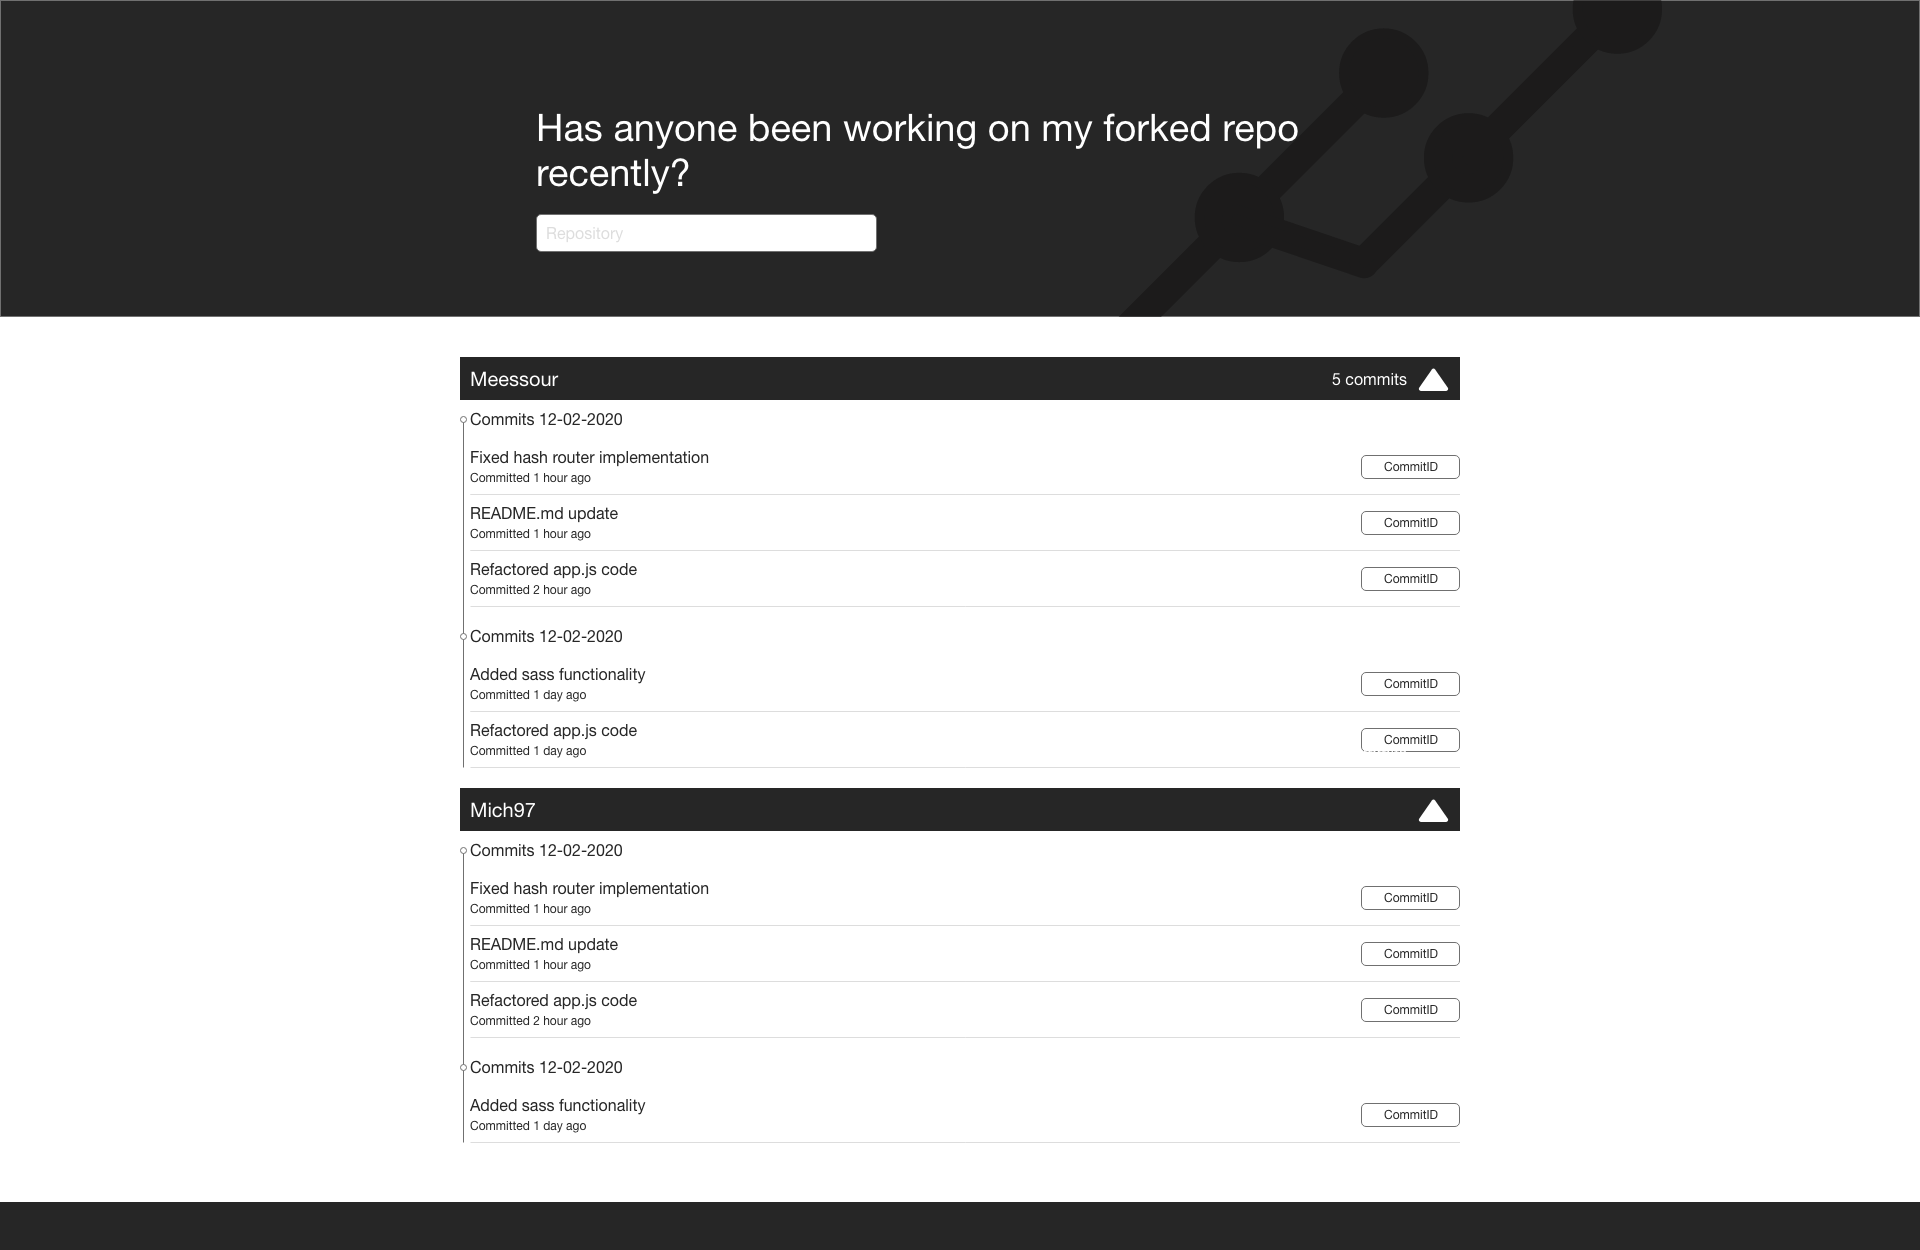 Has anyone been working on my forked repo
recently?
Repository
Meessour
5 commits
Commits 12-02-2020
Fixed hash router implementation
CommitID
Committed 1 hour ago
README.md update
CommitID
Committed 1 hour ago
Refactored app.js code
CommitID
Committed 2 hour ago
Commits 12-02-2020
Added sass functionality
CommitID
Committed 1 day ago
Refactored app.js code
CommitID
Committed 1 day ago
Mich97
Commits 12-02-2020
Fixed hash router implementation
CommitID
Committed 1 hour ago
README.md update
CommitID
Committed 1 hour ago
Refactored app.js code
CommitID
Committed 2 hour ago
Commits 12-02-2020
Added sass functionality
CommitID
Committed 1 day ago